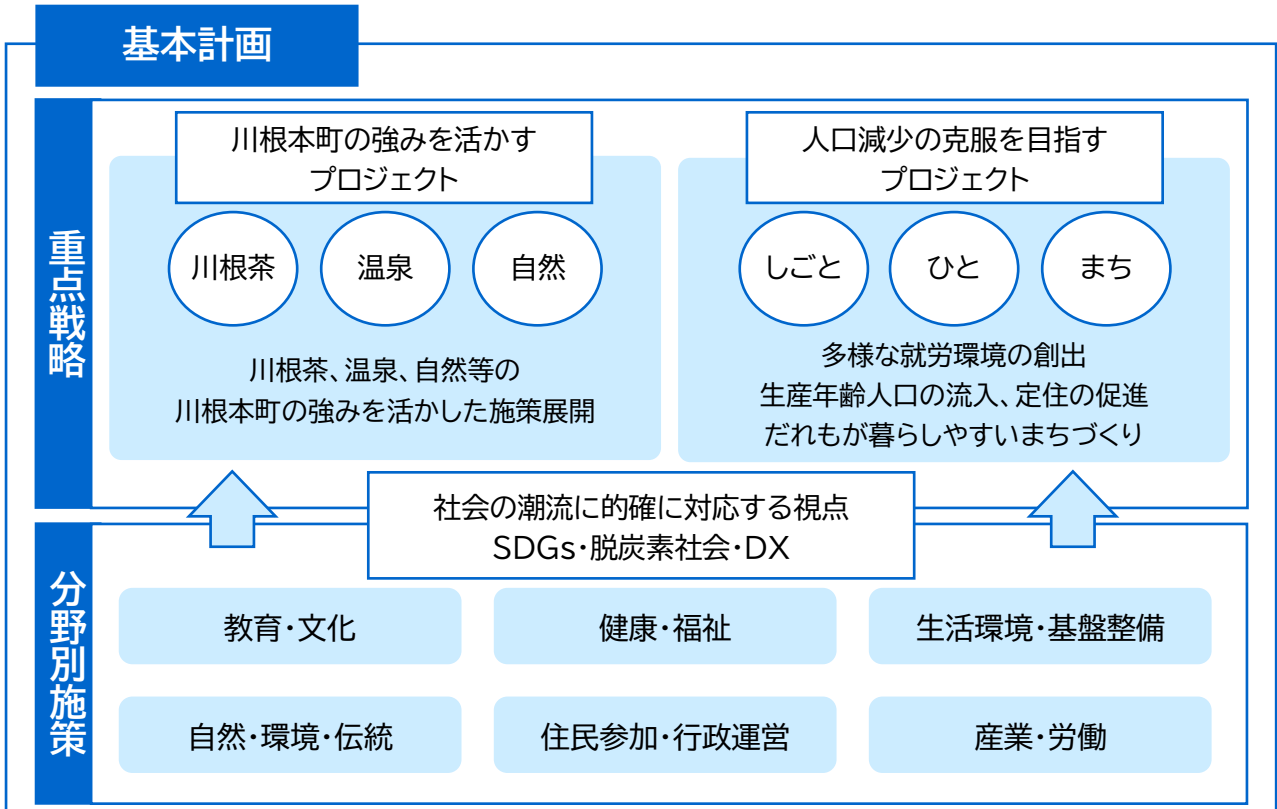 基本計画
重点戦略
川根本町の強みを活かす
プロジェクト
川根茶
温泉
自然
川根茶、温泉、自然等の
川根本町の強みを活かした施策展開
人口減少の克服を目指す
プロジェクト
しごと
ひと
まち
多様な就労環境の創出
生産年齢人口の流入、定住の促進
だれもが暮らしやすいまちづくり
社会の潮流に的確に対応する視点
SDGs・脱炭素社会・DX
分野別施策
教育・文化
健康・福祉
生活環境・基盤整備
自然・環境・伝統
住民参加・行政運営
産業・労働